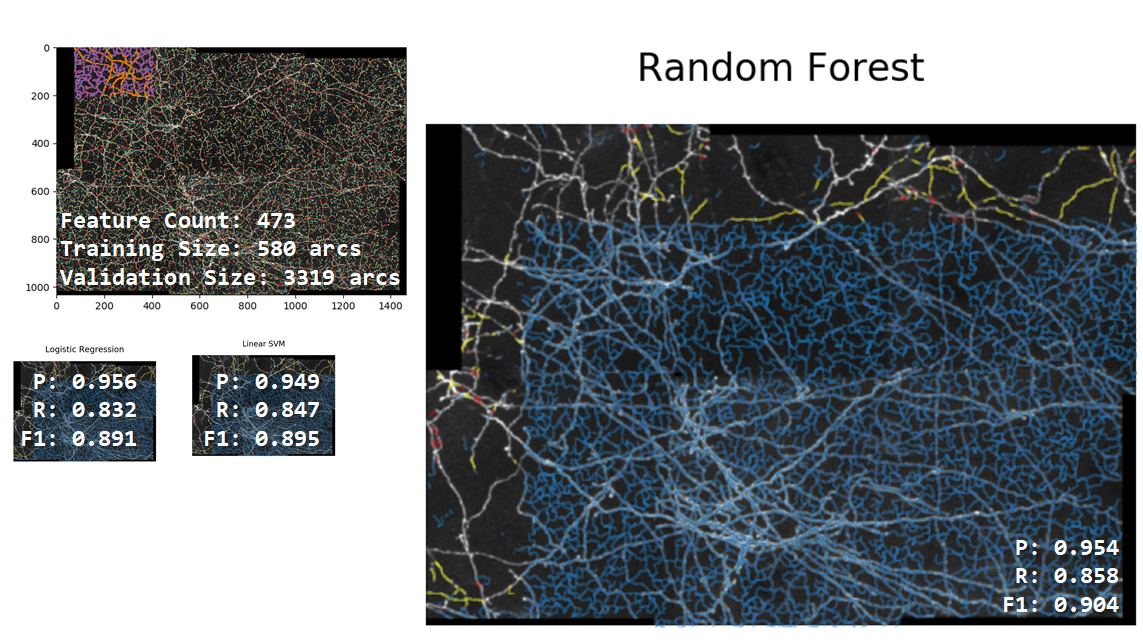 Random Forest
0
200
400
600
800
1000
0 200 400 600 800 1000 1200 1400
Feature Count: 473
Training Size: 580 arcs
Validation Size: 3319 arcs
Logistic Regression
P: 0.956
R: 0.832
F1: 0.891
Linear SVM
P: 0.949
R: 0.847
F1: 0.895
P: 0.954
R: 0.858
F1: 0.904